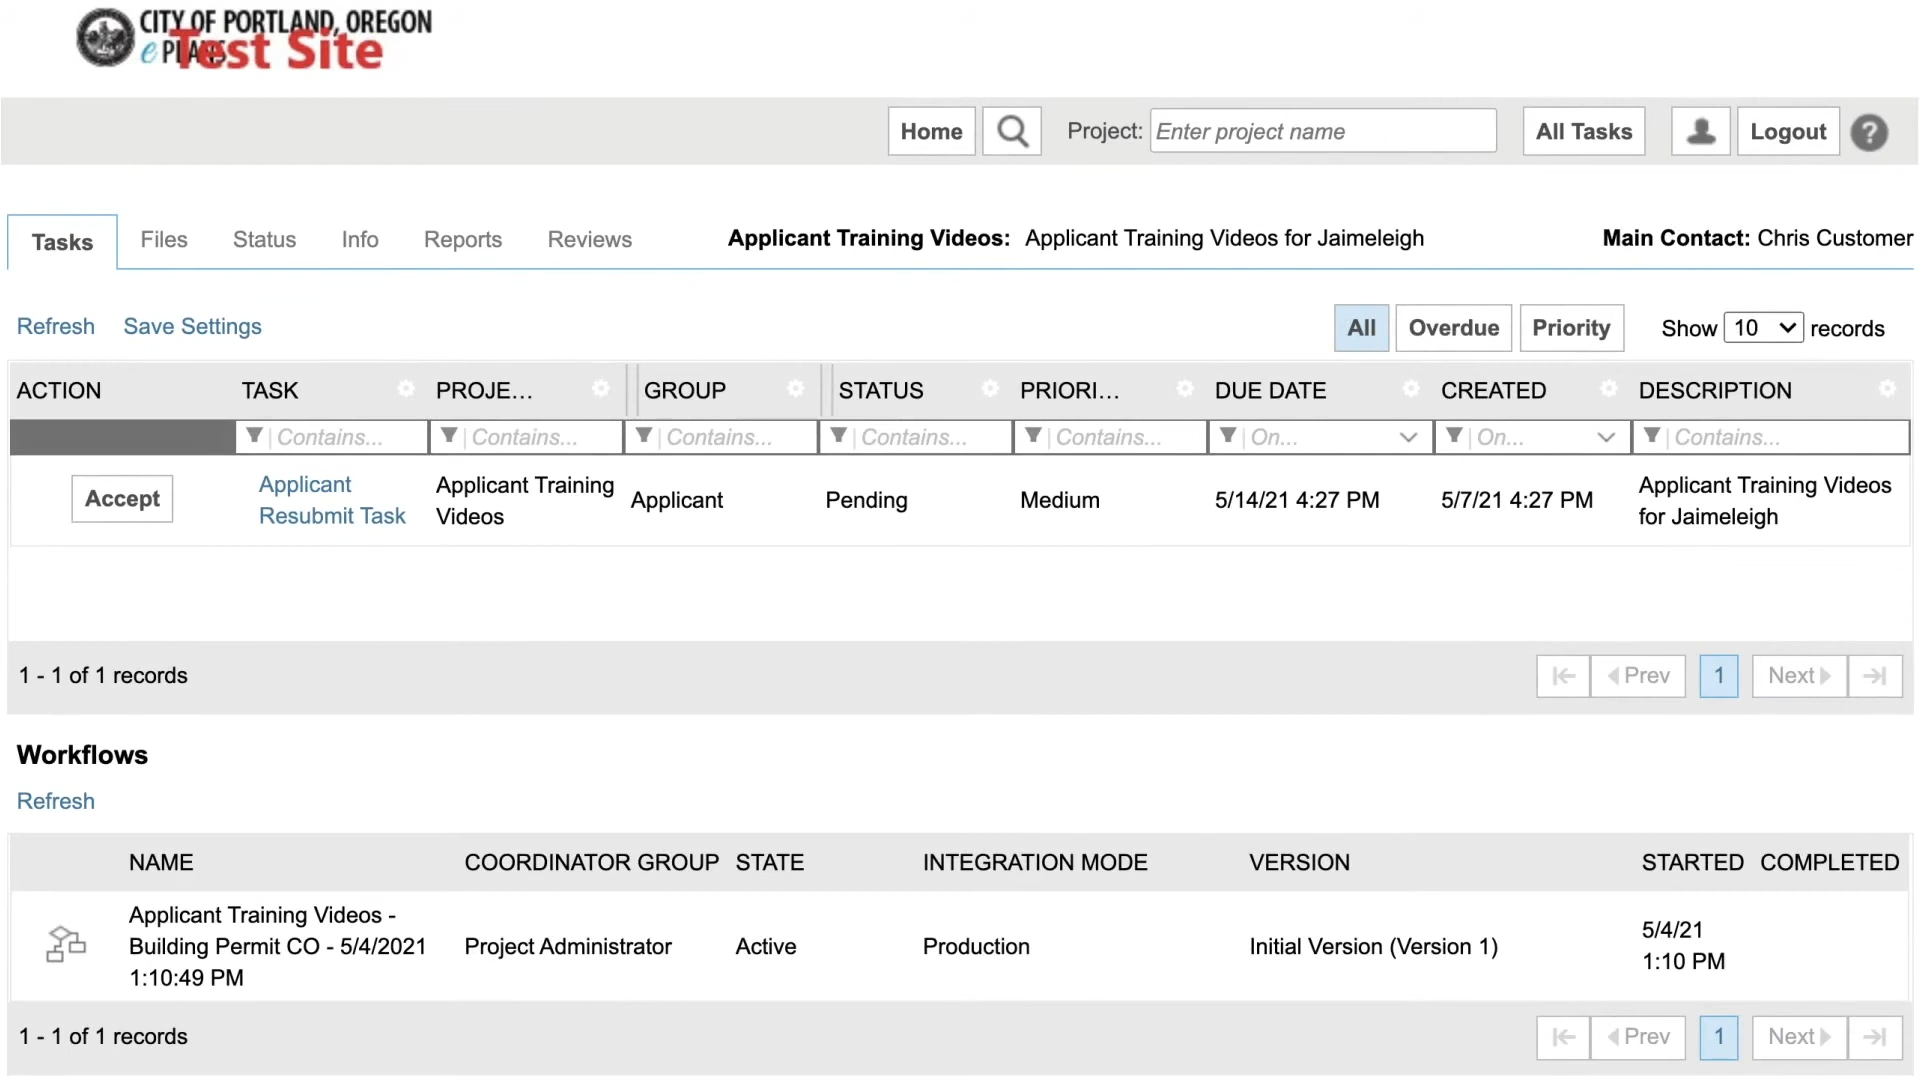 CITY OF PORTLAND, OREGON
e PLANS
Test Site
Home
Project: Enter project name
All Tasks
Logout
?
Tasks Files Status Info Reports Reviews Applicant Training Videos: Applicant Training Videos for Jaimeleigh Main Contact: Chris Customer
Refresh Save Settings All Overdue Priority Show 10 records
ACTION TASK PROJE... GROUP STATUS PRIORI... DUE DATE CREATED DESCRIPTION
Contains... Contains... Contains... Contains... Contains... On... On... Contains...
Accept
Applicant
Resubmit Task
Applicant Training
Videos
Applicant
Pending
Medium
5/14/21 4:27 PM
5/7/21 4:27 PM
Applicant Training Videos
for Jaimeleigh
1 - 1 of 1 records Prev 1 Next
Workflows
Refresh
NAME COORDINATOR GROUP STATE INTEGRATION MODE VERSION STARTED COMPLETED
Applicant Training Videos -
Building Permit CO - 5/4/2021
1:10:49 PM
Project Administrator
Active
Production
Initial Version (Version 1)
5/4/21
1:10 PM
1 - 1 of 1 records Prev 1 Next